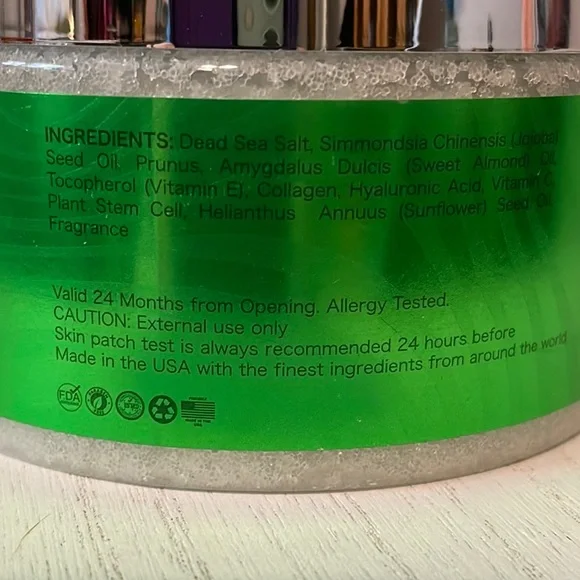 INGREDIENTS: Dead Sea Salt, Simmondsia Chinensis (Jojoba)
Seed Oil, Prunus, Amygdalus Dulcis (Sweet Almond) Oil,
Tocopherol (Vitamin E), Collagen, Hyaluronic Acid, Vitamin C,
Plant Stem Cell, Helianthus Annuus (Sunflower) Seed Oil,
Fragrance
Valid 24 Months from Opening. Allergy Tested.
CAUTION: External use only
Skin patch test is always recommended 24 hours before
Made in the USA with the finest ingredients from around the world
FDA